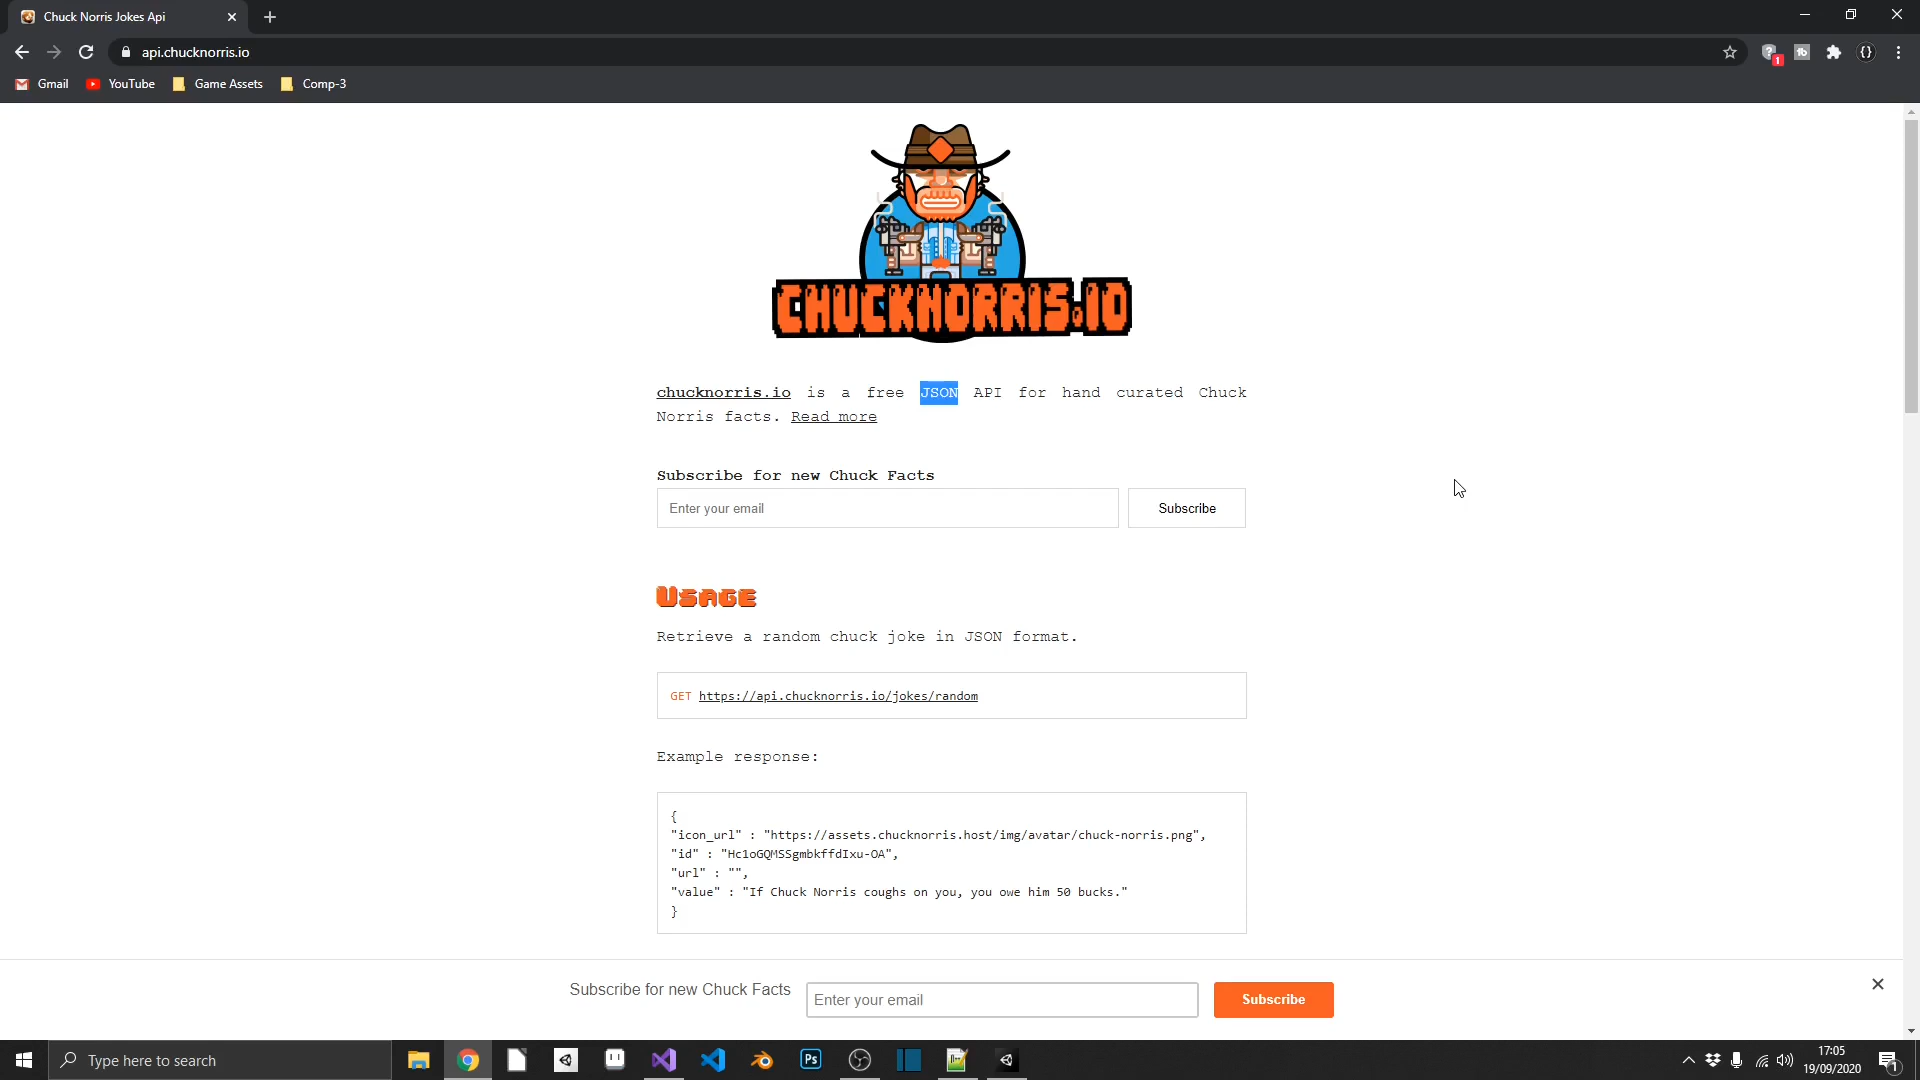 Chuck Norris Jokes Api
api.chucknorris.io
1
Gmail
YouTube
Game Assets
Comp-3
CHUCKNORRIS.IO
chucknorris.io is a free JSON API for hand curated Chuck
Norris facts. Read more
Subscribe for new Chuck Facts
Enter your email
Subscribe
USAGE
Retrieve a random chuck joke in JSON format.
GET https://api.chucknorris.io/jokes/random
Example response:
{
"icon_url" : "https://assets.chucknorris.host/img/avatar/chuck-norris.png",
"id" : "Hc1oGQMSSgmbkffdIxu-OA",
"url" : "",
"value" : "If Chuck Norris coughs on you, you owe him 50 bucks."
}
Subscribe for new Chuck Facts
Enter your email
Subscribe
Type here to search
Ps
17:05
19/09/2020
1